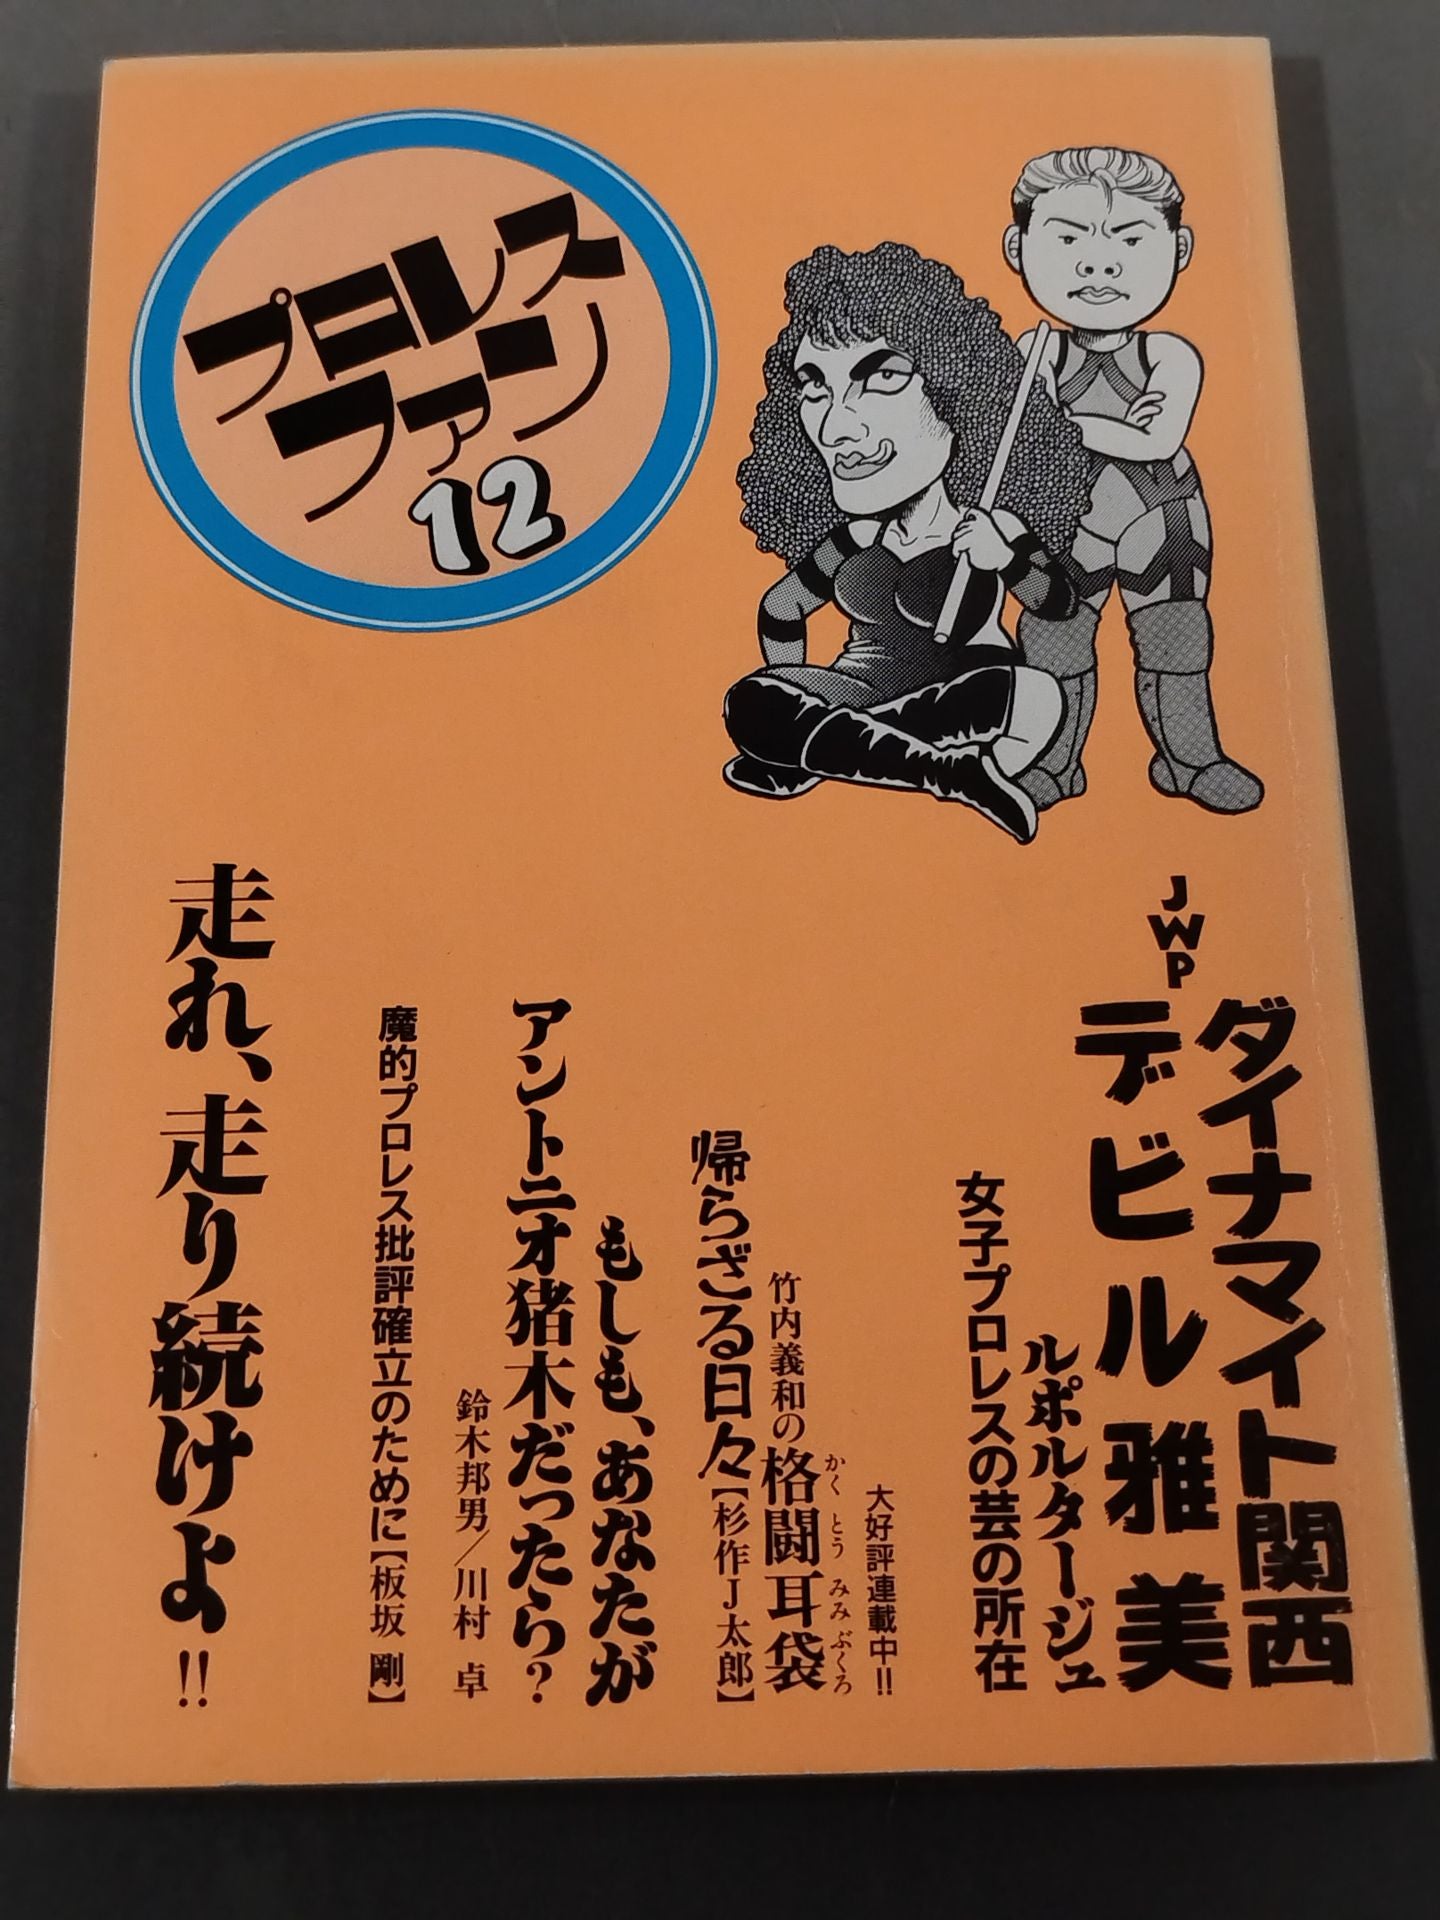 プロレス
ファン
12
JWP
ダイナマイト関西
デビル雅美
ルポルタージュ
女子プロレスの芸の所在
大好評連載中!!
かくとうみみぶくろ
竹内義和の格闘耳袋
帰らざる日々【杉作J太郎】
もしも、あなたが
アントニオ猪木だったら?
鈴木邦男/川村 卓
魔的プロレス批評確立のために【板坂 剛】
走れ、走り続けよ!!